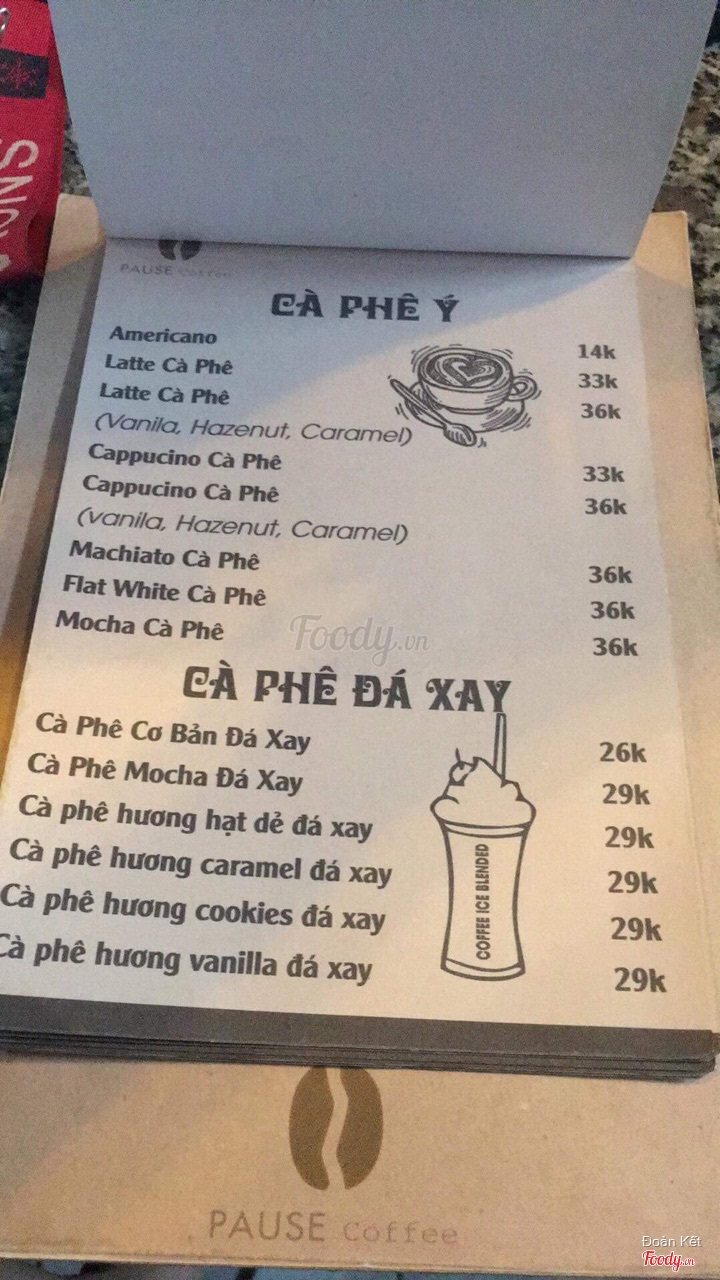 SNS
PAUSE Coffee
CÀ PHÊ Ý
Americano 14k
Latte Cà Phê 33k
Latte Cà Phê 36k
(Vanila, Hazenut, Caramel)
Cappucino Cà Phê 33k
Cappucino Cà Phê 36k
(vanila, Hazenut, Caramel)
Machiato Cà Phê 36k
Flat White Cà Phê 36k
Mocha Cà Phê 36k
Foody.vn
CÀ PHÊ ĐÁ XAY
Cà Phê Cơ Bản Đá Xay 26k
Cà Phê Mocha Đá Xay 29k
Cà phê hương hạt dẻ đá xay 29k
Cà phê hương caramel đá xay 29k
Cà phê hương cookies đá xay 29k
Cà phê hương vanilla đá xay 29k
COFFEE ICE BLENDED
PAUSE Coffee
Đoàn Kết
Foody.vn